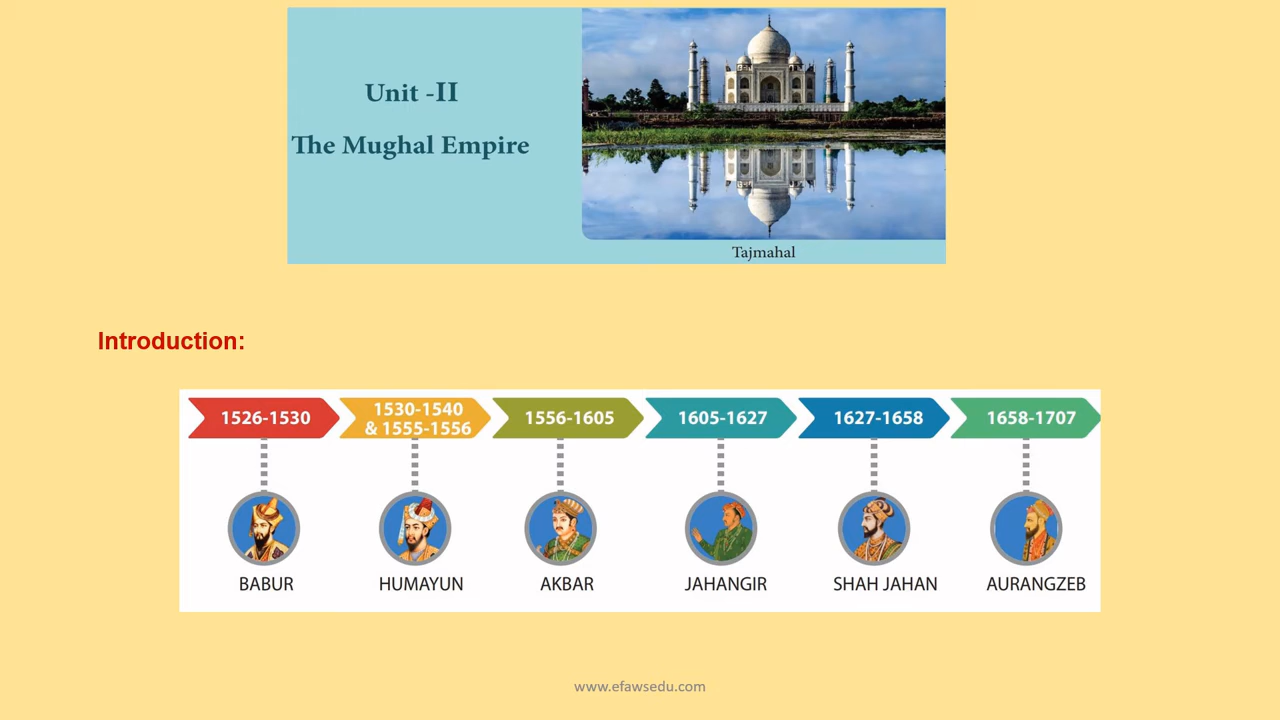 Unit -II
The Mughal Empire
Tajmahal
Introduction:
1526-1530
1530-1540
& 1555-1556
1556-1605
1605-1627
1627-1658
1658-1707
BABUR
HUMAYUN
AKBAR
JAHANGIR
SHAH JAHAN
AURANGZEB
www.efawsedu.com